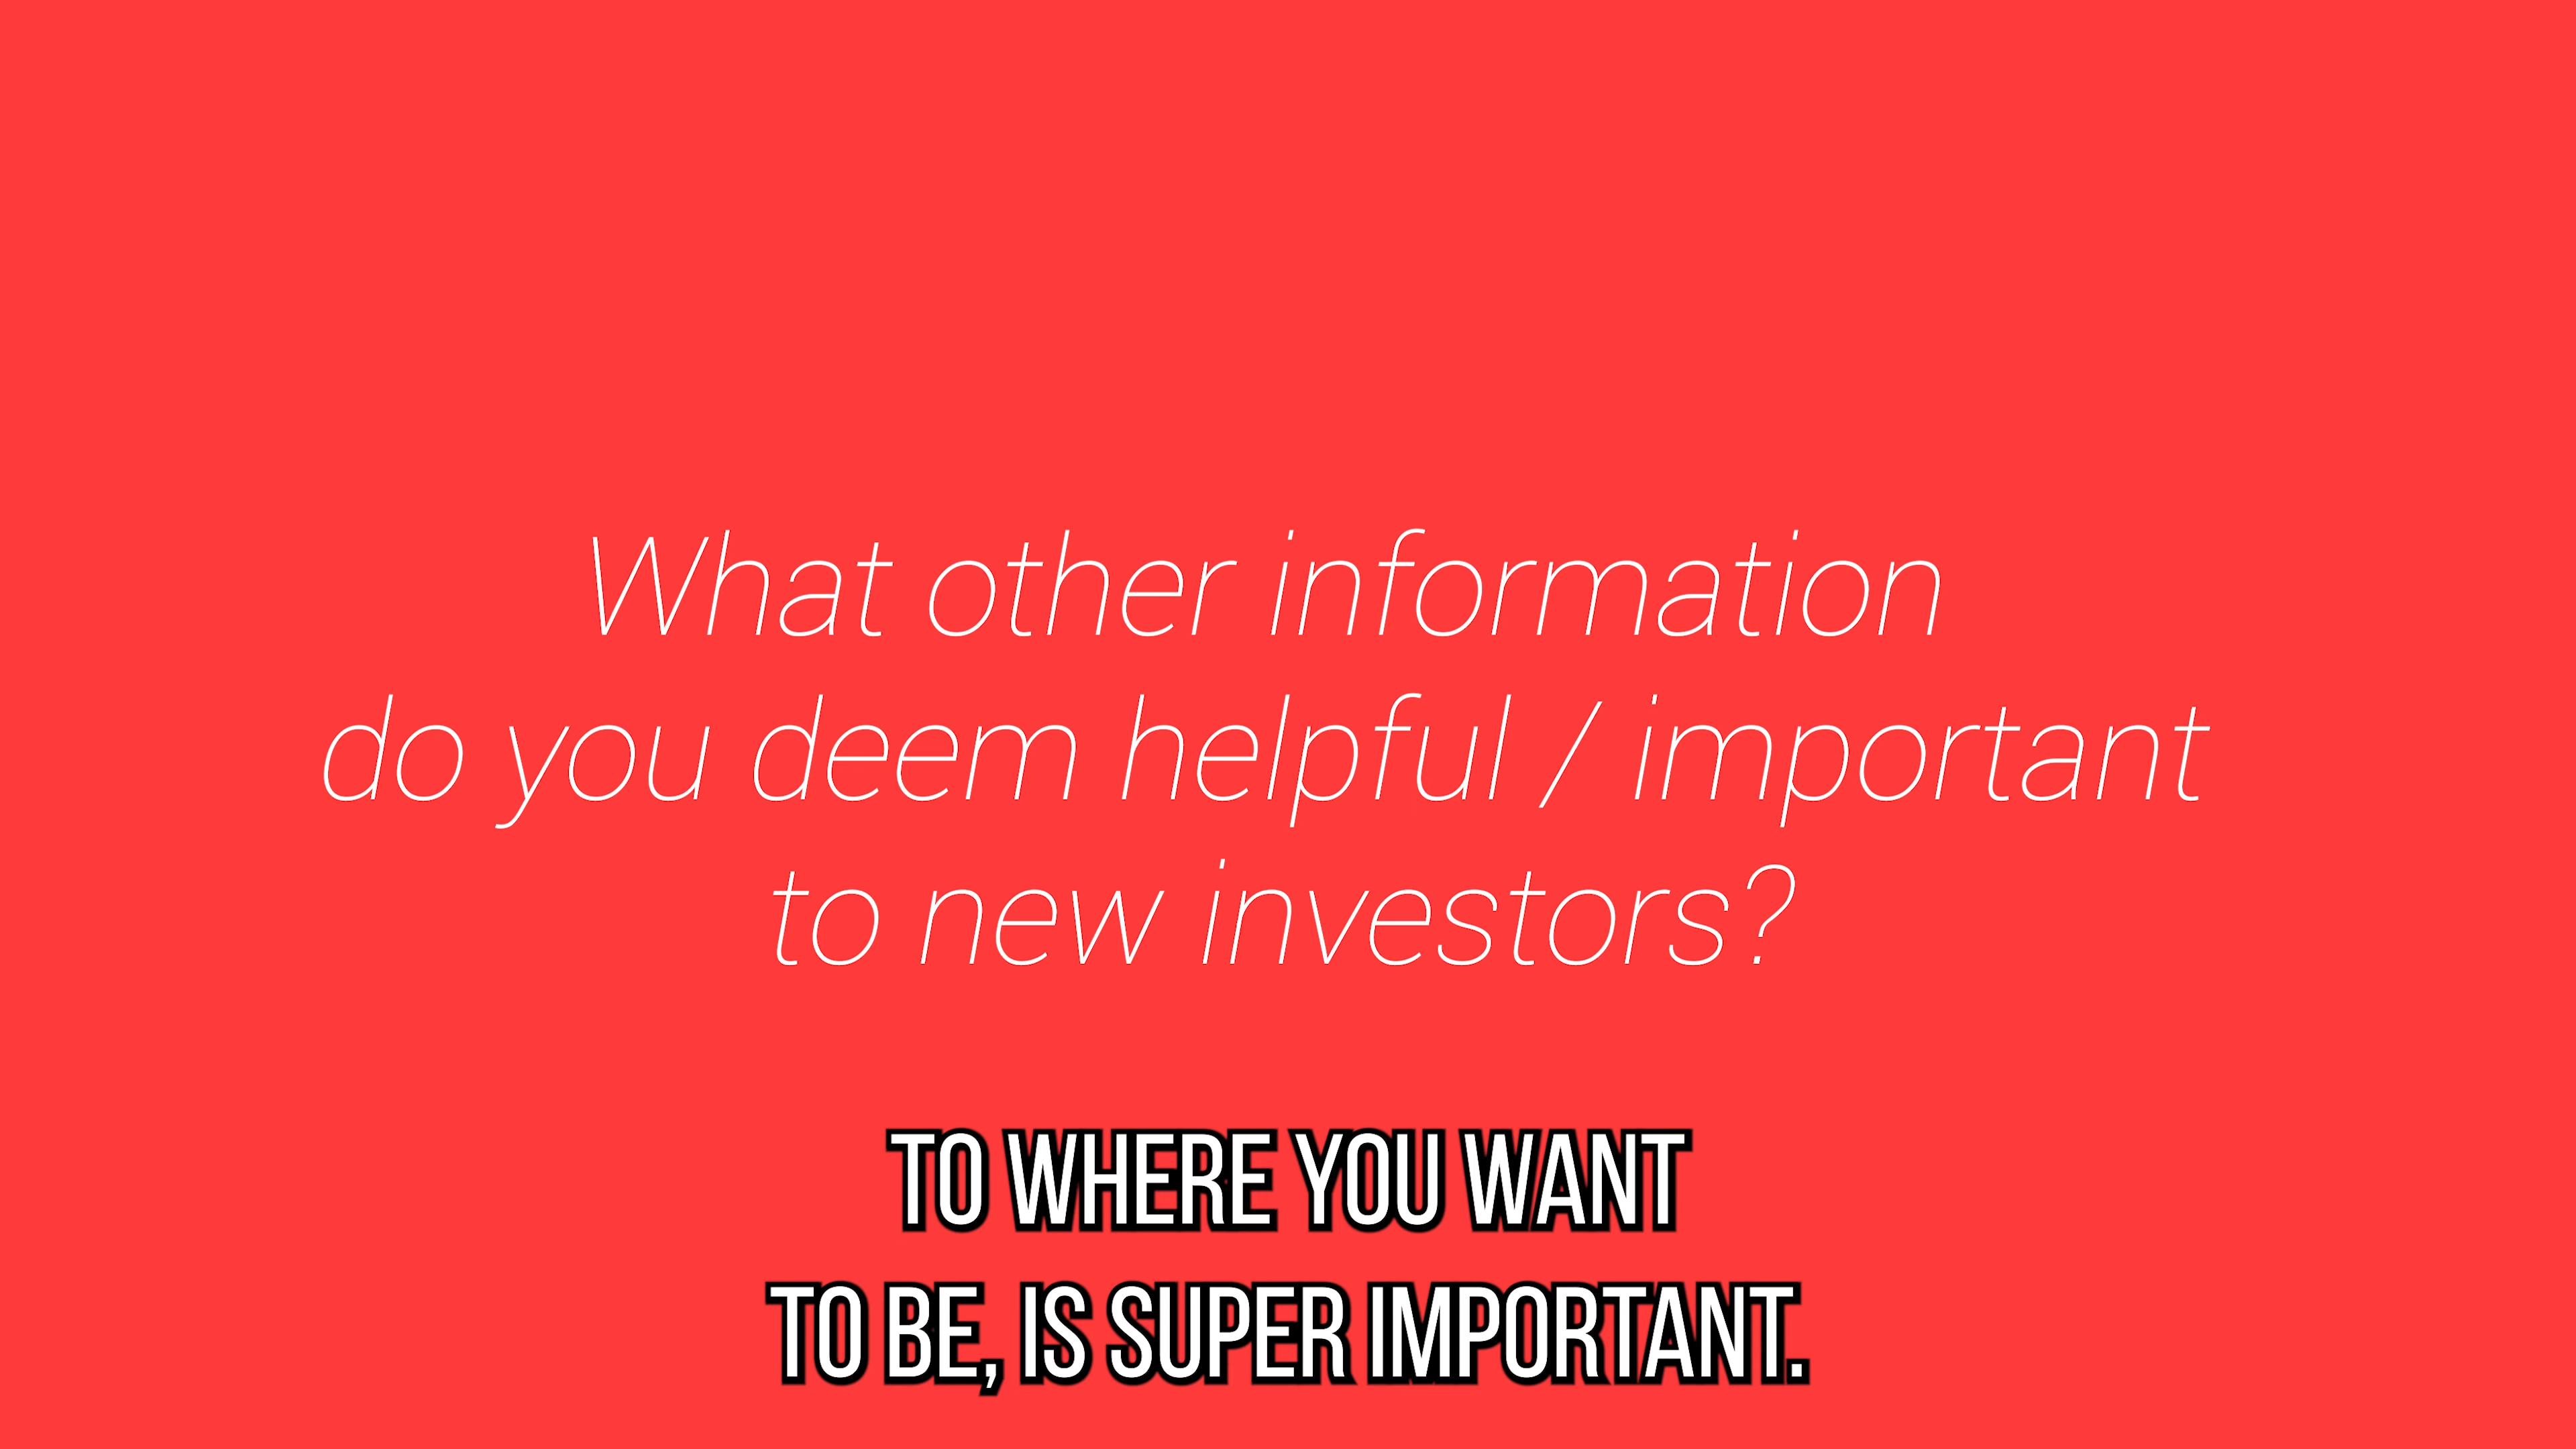 What other information
do you deem helpful / important
to new investors?
TO WHERE YOU WANT
TO BE, IS SUPER IMPORTANT.